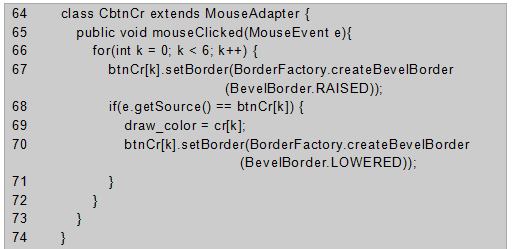 64 class CbtnCr extends MouseAdapter {
65 public void mouseClicked(MouseEvent e){
66 for(int k = 0; k < 6; k++) {
67 btnCr[k].setBorder(BorderFactory.createBevelBorder
(BevelBorder.RAISED));
68 if(e.getSource() == btnCr[k]) {
69 draw_color = cr[k];
70 btnCr[k].setBorder(BorderFactory.createBevelBorder
(BevelBorder.LOWERED));
71 }
72 }
73 }
74 }